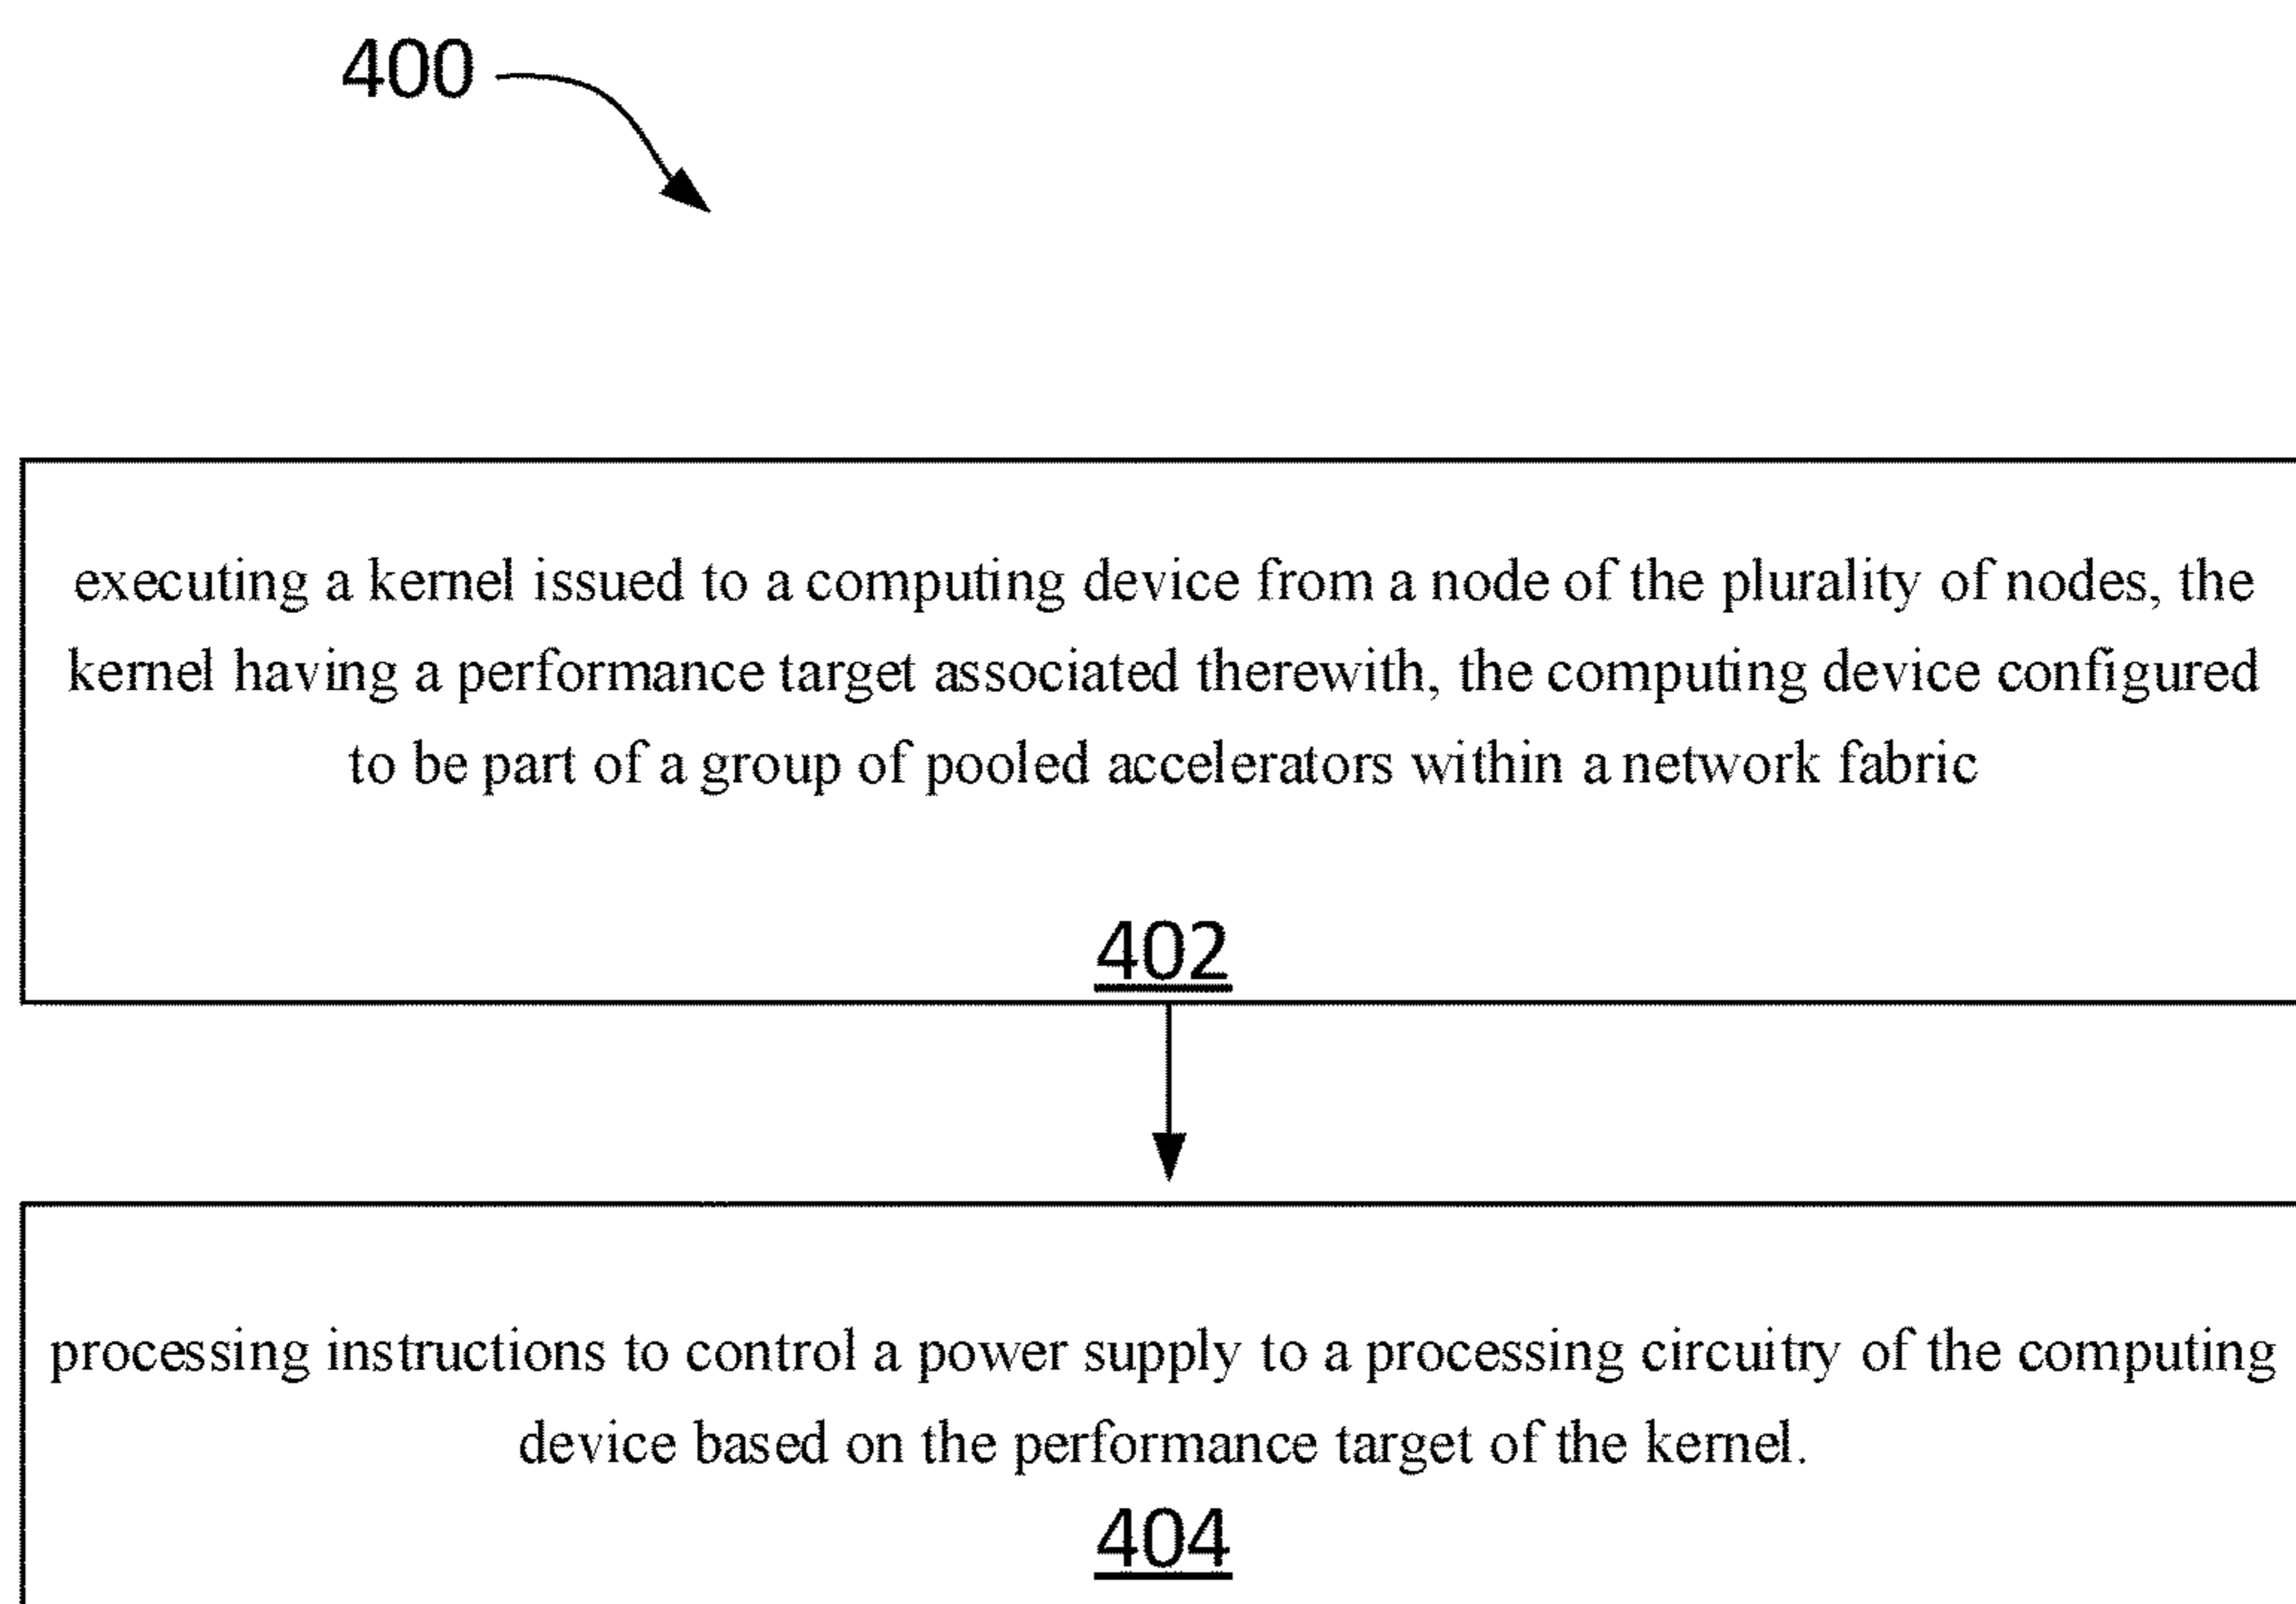 400
executing a kernel issued to a computing device from a node of the plurality of nodes, the
kernel having a performance target associated therewith, the computing device configured
to be part of a group of pooled accelerators within a network fabric
402
processing instructions to control a power supply to a processing circuitry of the computing
device based on the performance target of the kernel.
404